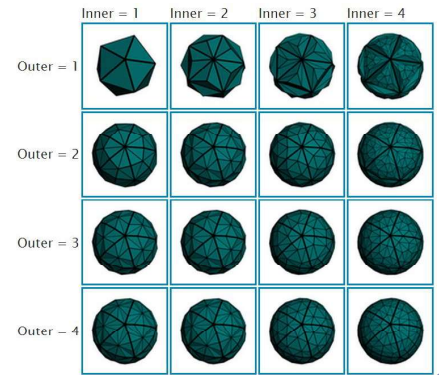 Inner = 1 Inner = 2 Inner = 3 Inner = 4
Outer = 1
Outer = 2
Outer = 3
Outer – 4